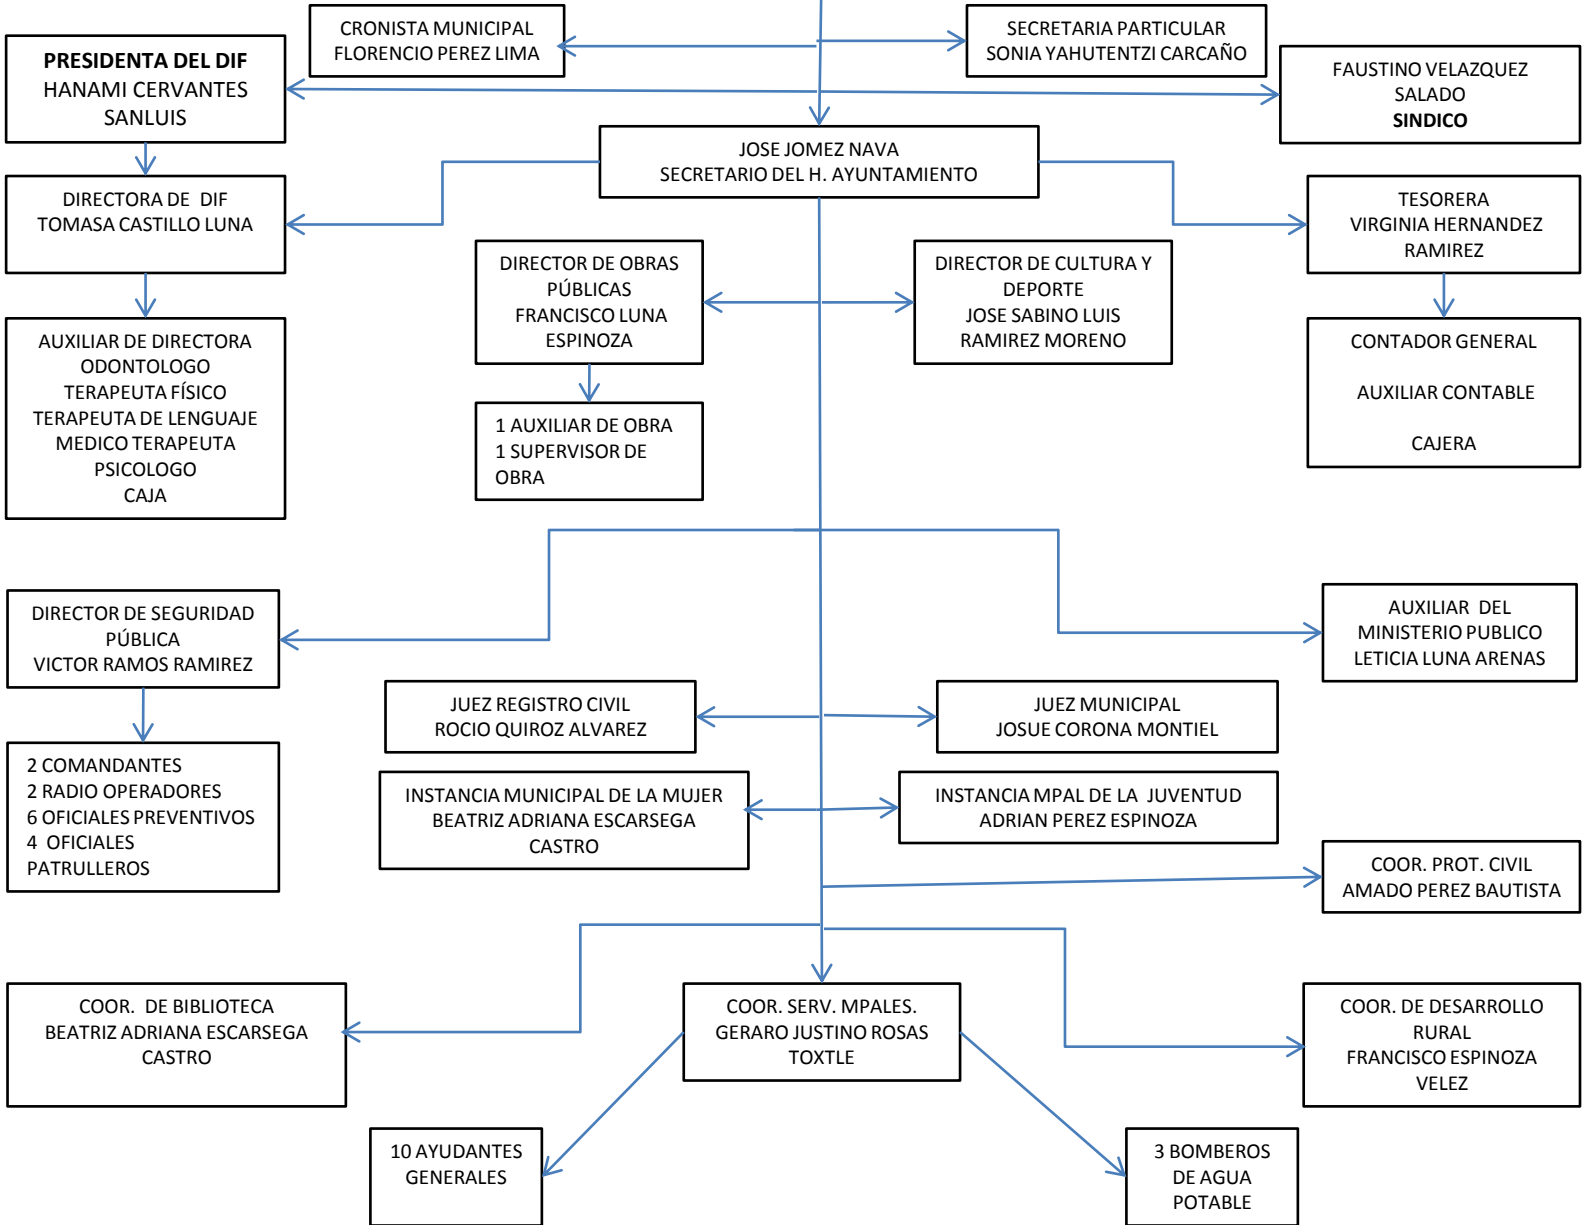 CRONISTA MUNICIPAL
FLORENCIO PEREZ LIMA
SECRETARIA PARTICULAR
SONIA YAHUTENTZI CARCAÑO
PRESIDENTA DEL DIF
HANAMI CERVANTES
SANLUIS
FAUSTINO VELAZQUEZ
SALADO
SINDICO
JOSE JOMEZ NAVA
SECRETARIO DEL H. AYUNTAMIENTO
DIRECTORA DE DIF
TOMASA CASTILLO LUNA
TESORERA
VIRGINIA HERNANDEZ
RAMIREZ
DIRECTOR DE OBRAS
PÚBLICAS
FRANCISCO LUNA
ESPINOZA
DIRECTOR DE CULTURA Y
DEPORTE
JOSE SABINO LUIS
RAMIREZ MORENO
AUXILIAR DE DIRECTORA
ODONTOLOGO
TERAPEUTA FÍSICO
TERAPEUTA DE LENGUAJE
MEDICO TERAPEUTA
PSICOLOGO
CAJA
1 AUXILIAR DE OBRA
1 SUPERVISOR DE
OBRA
CONTADOR GENERAL
AUXILIAR CONTABLE
CAJERA
DIRECTOR DE SEGURIDAD
PÚBLICA
VICTOR RAMOS RAMIREZ
AUXILIAR DEL
MINISTERIO PUBLICO
LETICIA LUNA ARENAS
JUEZ REGISTRO CIVIL
ROCIO QUIROZ ALVAREZ
JUEZ MUNICIPAL
JOSUE CORONA MONTIEL
2 COMANDANTES
2 RADIO OPERADORES
6 OFICIALES PREVENTIVOS
4 OFICIALES
PATRULLEROS
INSTANCIA MUNICIPAL DE LA MUJER
BEATRIZ ADRIANA ESCARSEGA
CASTRO
INSTANCIA MPAL DE LA JUVENTUD
ADRIAN PEREZ ESPINOZA
COOR. PROT. CIVIL
AMADO PEREZ BAUTISTA
COOR. DE BIBLIOTECA
BEATRIZ ADRIANA ESCARSEGA
CASTRO
COOR. SERV. MPALES.
GERARO JUSTINO ROSAS
TOXTLE
COOR. DE DESARROLLO
RURAL
FRANCISCO ESPINOZA
VELEZ
10 AYUDANTES
GENERALES
3 BOMBEROS
DE AGUA
POTABLE